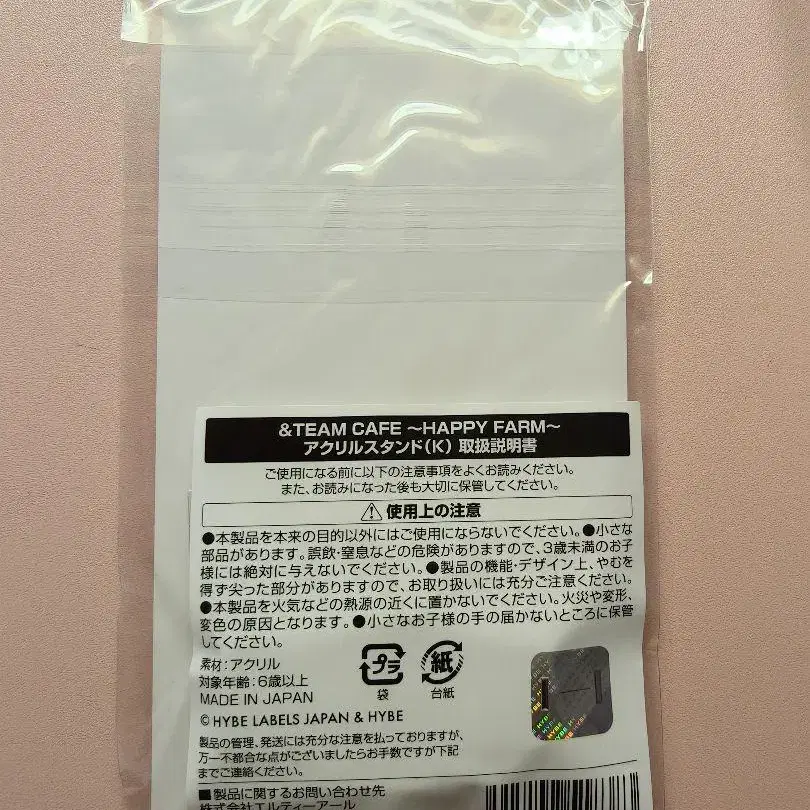 &TEAM CAFE ～HAPPY FARM～
アクリルスタンド(K) 取扱説明書
ご使用になる前に以下の注意事項をよくお読みください。
また、お読みになった後も大切に保管してください。
使用上の注意
●本製品を本来の目的以外にはご使用にならないでください。●小さな
部品があります。誤飲・窒息などの危険がありますので、3歳未満のお子
様には絶対に与えないでください。●製品の機能・デザイン上、やむを
得ず尖った部分がありますので、お取り扱いには充分ご注意ください。
●本製品を火気などの熱源の近くに置かないでください。火災や変形、
変色の原因となります。●小さなお子様の手の届かないところに保管
してください。
素材：アクリル
対象年齢：6歳以上
MADE IN JAPAN
プラ
袋
紙
台紙
© HYBE LABELS JAPAN & HYBE
HYBE
製品の管理、発送には充分な注意を払っておりますが、
万一不都合な点がございましたらお手数ですが下記
までご連絡ください。
■製品に関するお問い合わせ先
株式会社エルティーアール